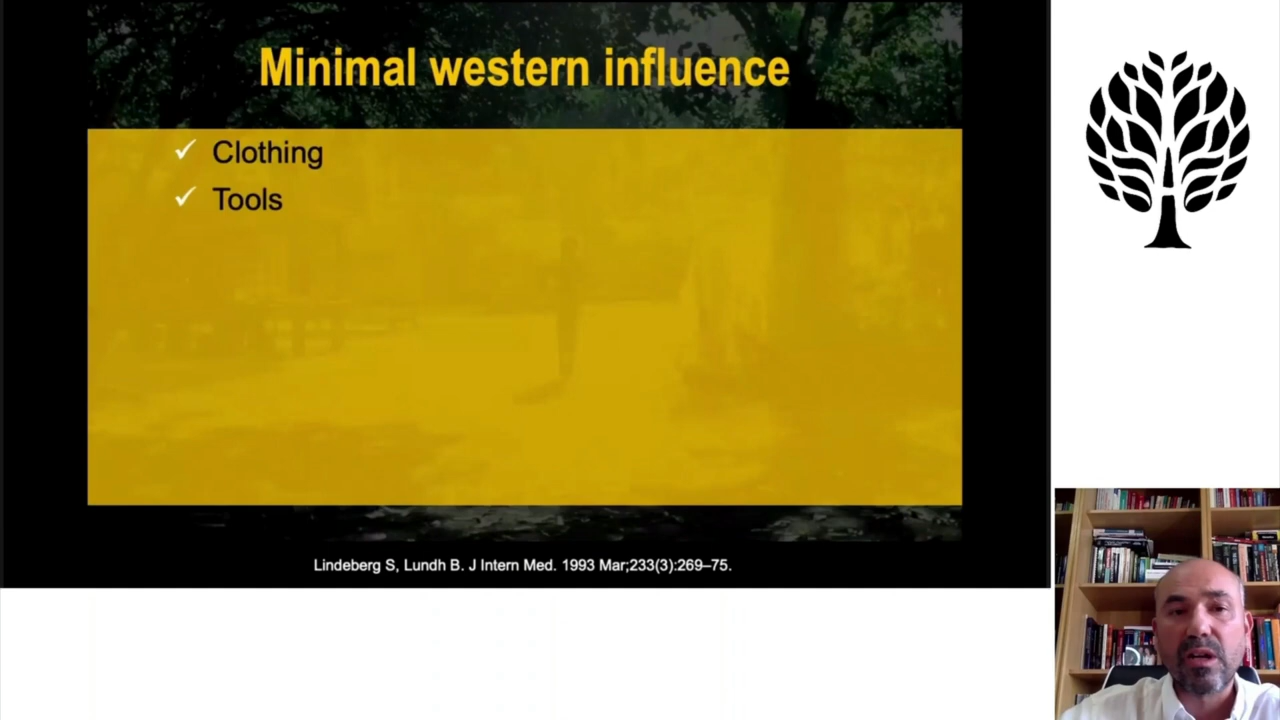 Minimal western influence
✓ Clothing
✓ Tools
Lindeberg S, Lundh B. J Intern Med. 1993 Mar;233(3):269–75.